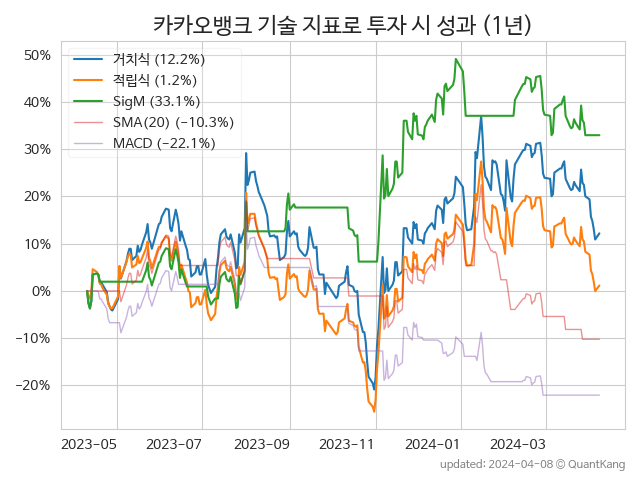 카카오뱅크 기술 지표로 투자 시 성과 (1년)
거치식 (12.2%)
적립식 (1.2%)
SigM (33.1%)
SMA(20) (−10.3%)
MACD (−22.1%)
50%
40%
30%
20%
10%
0%
−10%
−20%
2023-05 2023-07 2023-09 2023-11 2024-01 2024-03
updated: 2024-04-08 © QuantKang